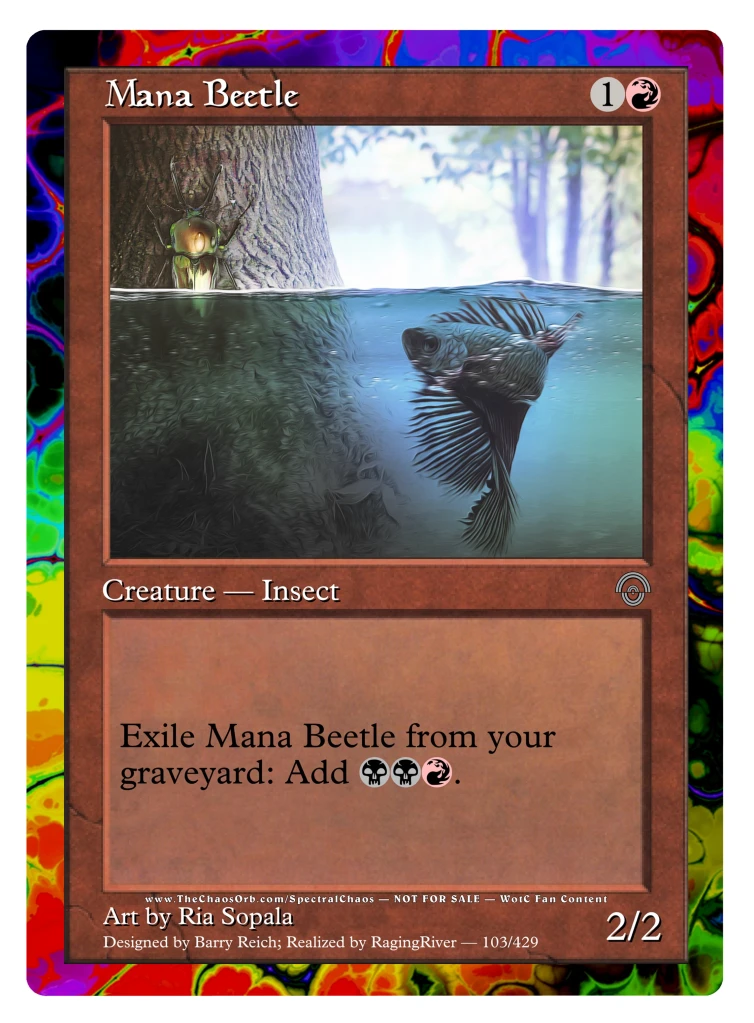 Mana Beetle 1
Creature — Insect
Exile Mana Beetle from your
graveyard: Add .
www.TheChaosOrb.com/SpectralChaos — NOT FOR SALE — WotC Fan Content
Art by Ria Sopala
2/2
Designed by Barry Reich; Realized by RagingRiver — 103/429